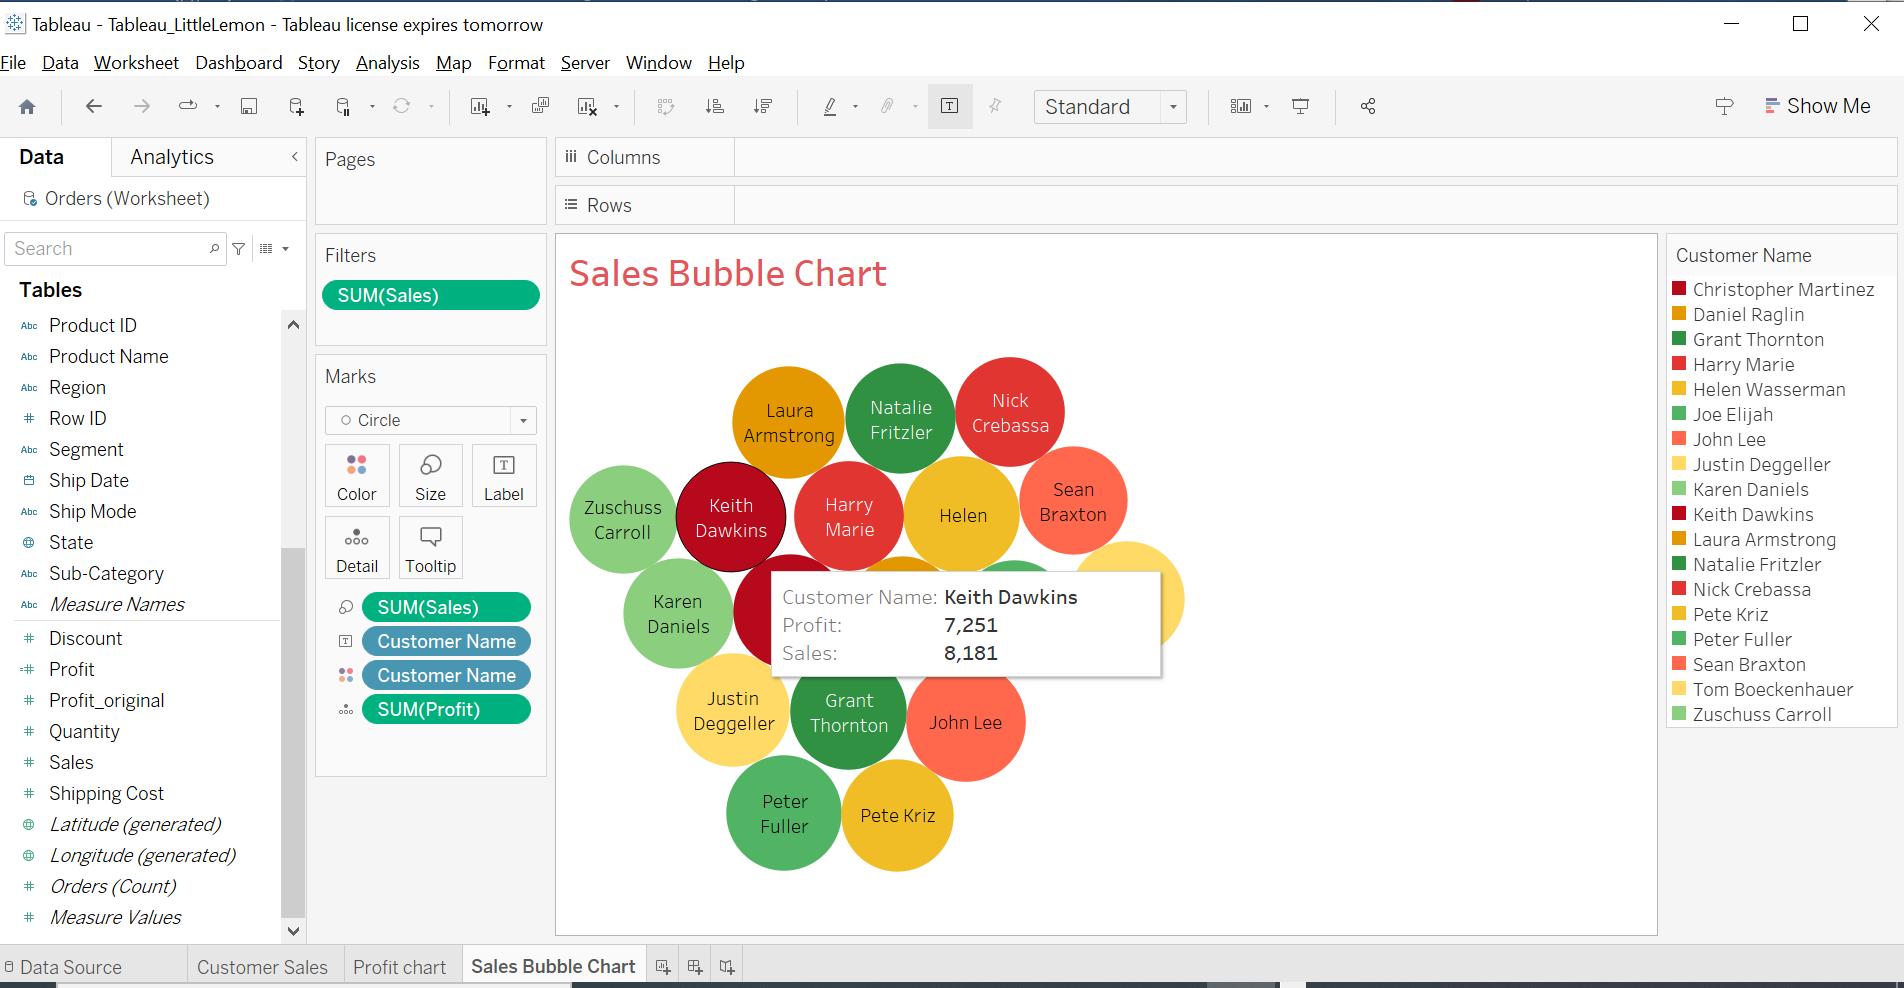 Tableau - Tableau_LittleLemon - Tableau license expires tomorrow
File Data Worksheet Dashboard Story Analysis Map Format Server Window Help
Standard
Show Me
Data Analytics
Orders (Worksheet)
Search
Tables
Abc Product ID
Abc Product Name
Abc Region
# Row ID
Abc Segment
Ship Date
Abc Ship Mode
State
Abc Sub-Category
Abc Measure Names
# Discount
=# Profit
# Profit_original
# Quantity
# Sales
# Shipping Cost
Latitude (generated)
Longitude (generated)
# Orders (Count)
# Measure Values
Pages
Filters
SUM(Sales)
Marks
Circle
Color
Size
T
Label
Detail
Tooltip
SUM(Sales)
T Customer Name
Customer Name
SUM(Profit)
Columns
Rows
Sales Bubble Chart
Laura
Armstrong
Natalie
Fritzler
Nick
Crebassa
Zuschuss
Carroll
Keith
Dawkins
Harry
Marie
Helen
Sean
Braxton
Karen
Daniels
Customer Name: Keith Dawkins
Profit: 7,251
Sales: 8,181
Justin
Deggeller
Grant
Thornton
John Lee
Peter
Fuller
Pete Kriz
Customer Name
Christopher Martinez
Daniel Raglin
Grant Thornton
Harry Marie
Helen Wasserman
Joe Elijah
John Lee
Justin Deggeller
Karen Daniels
Keith Dawkins
Laura Armstrong
Natalie Fritzler
Nick Crebassa
Pete Kriz
Peter Fuller
Sean Braxton
Tom Boeckenhauer
Zuschuss Carroll
Data Source
Customer Sales
Profit chart
Sales Bubble Chart